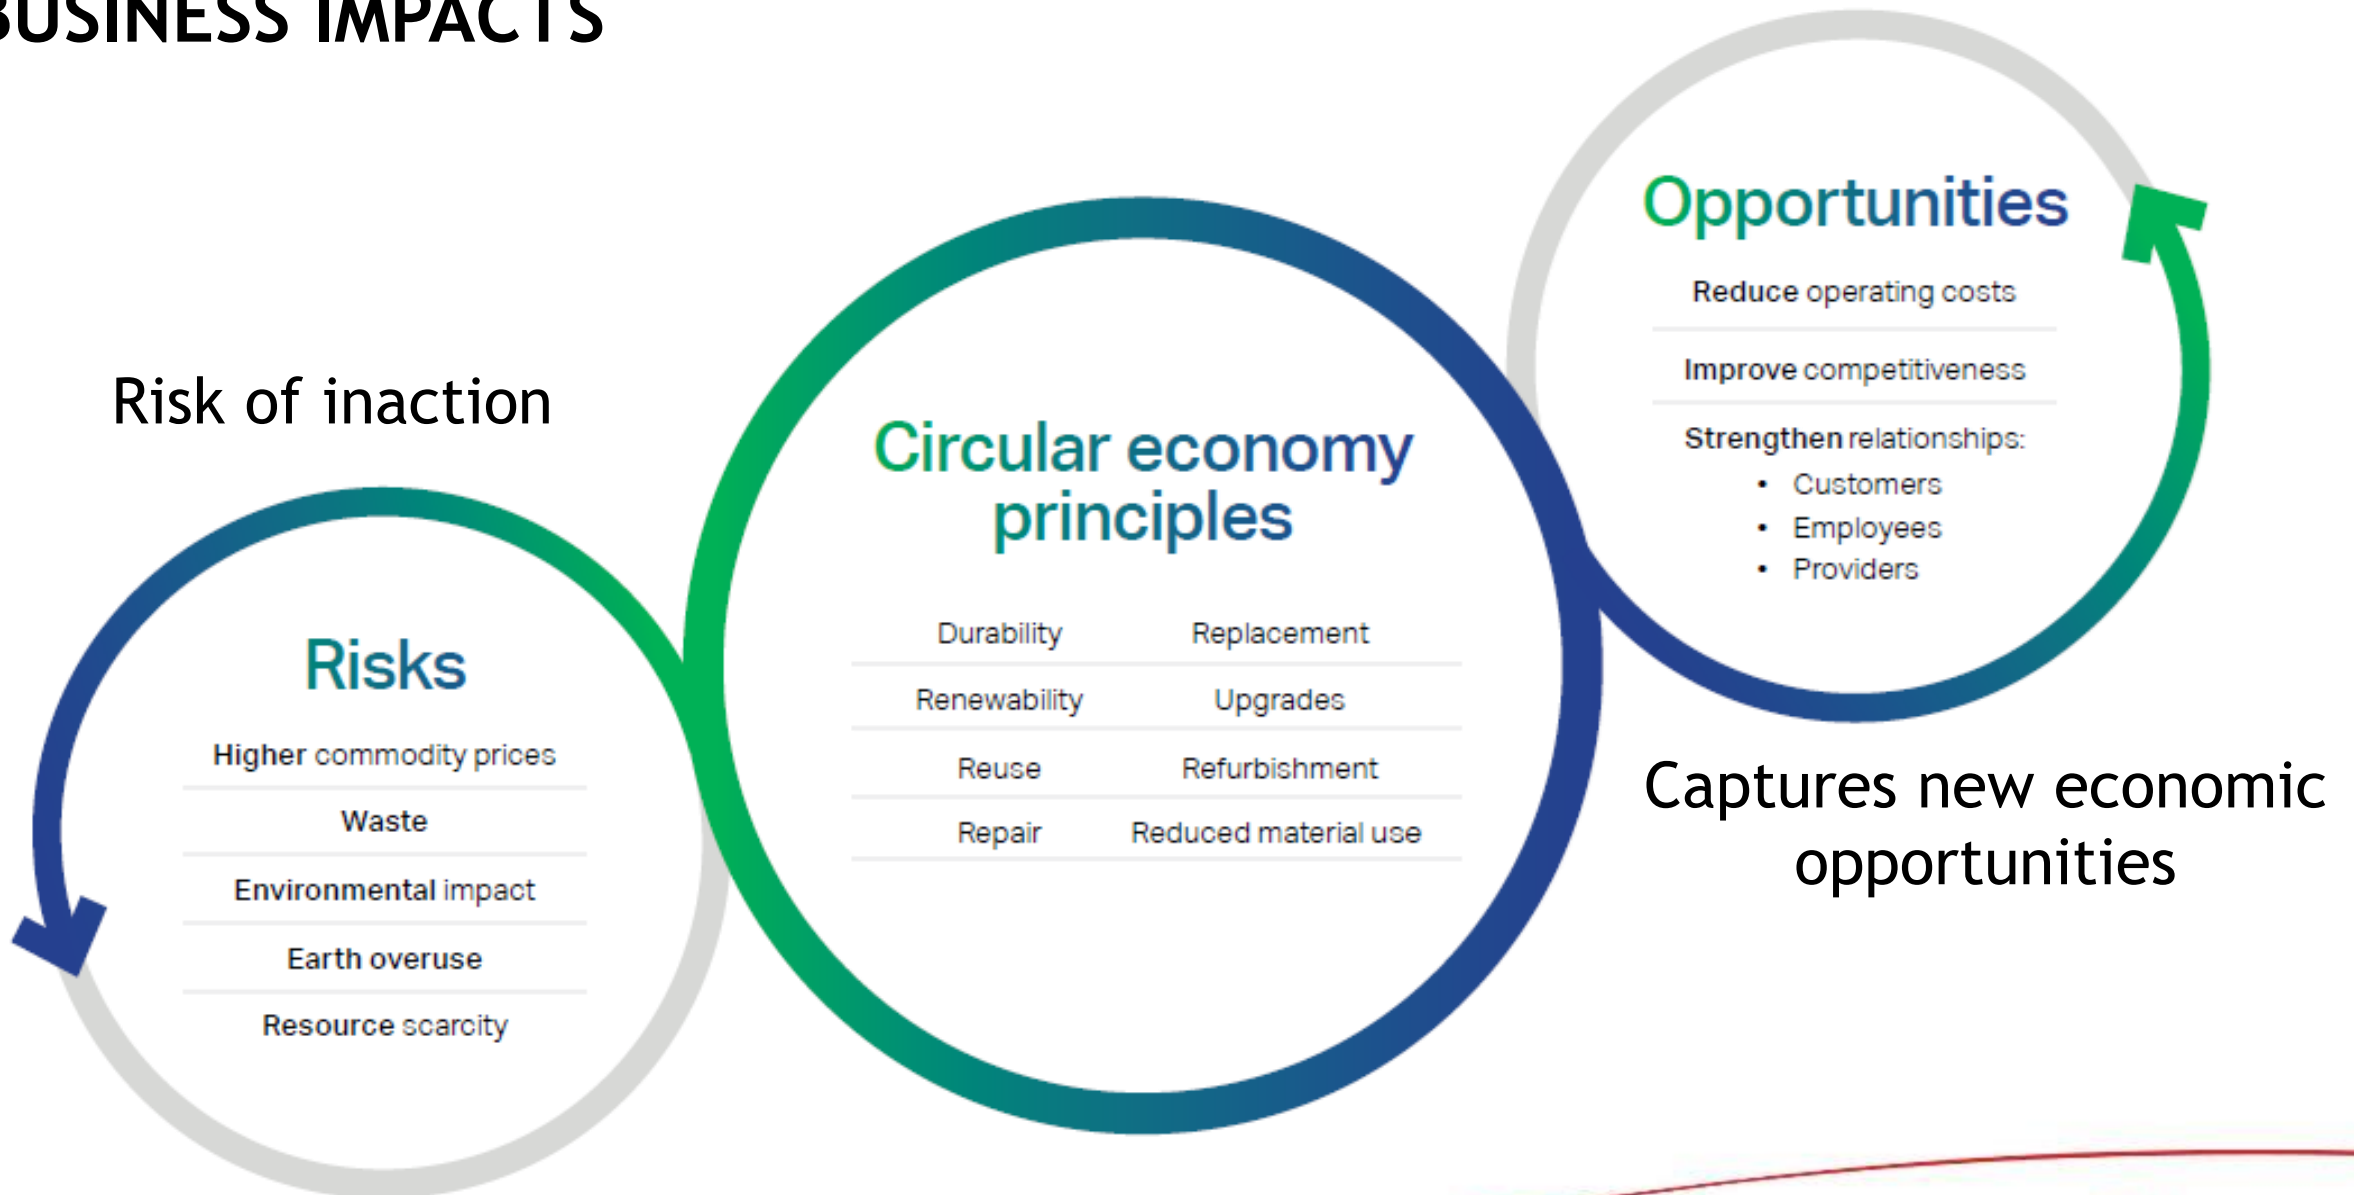 BUSINESS IMPACTS
Risk of inaction
Risks
Higher commodity prices
Waste
Environmental impact
Earth overuse
Resource scarcity
Circular economy
principles
Durability Replacement
Renewability Upgrades
Reuse Refurbishment
Repair Reduced material use
Opportunities
Reduce operating costs
Improve competitiveness
Strengthen relationships:
• Customers
• Employees
• Providers
Captures new economic
opportunities